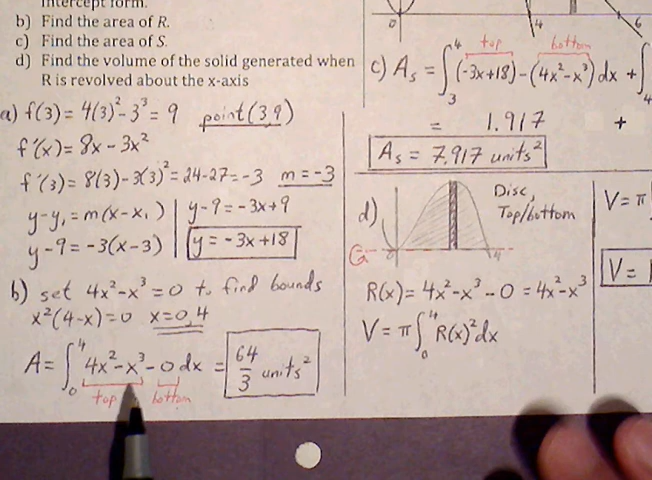 intercept form.
b) Find the area of R.
c) Find the area of S.
d) Find the volume of the solid generated when
R is revolved about the x-axis
a) f(3) = 4(3)² - 3³ = 9 point (3,9)
f'(x) = 8x - 3x²
f'(3) = 8(3) - 3(3)² = 24 - 27 = -3 m = -3
y - y₁ = m(x - x₁) | y - 9 = -3x + 9
y - 9 = -3(x - 3) | y = -3x + 18
b) set 4x² - x³ = 0 to find bounds
x²(4 - x) = 0 x = 0, 4
A = ∫₀⁴ 4x² - x³ - 0 dx = 64/3 units²
top bottom
0 4 6
top bottom
c) Aₛ = ∫₃⁴ (-3x + 18) - (4x² - x³) dx + ∫₄
= 1.917 +
Aₛ = 7.917 units²
d) Disc,
Top/bottom
0 4
R(x) = 4x² - x³ - 0 = 4x² - x³
V = π ∫₀⁴ R(x)² dx
V = π
V =